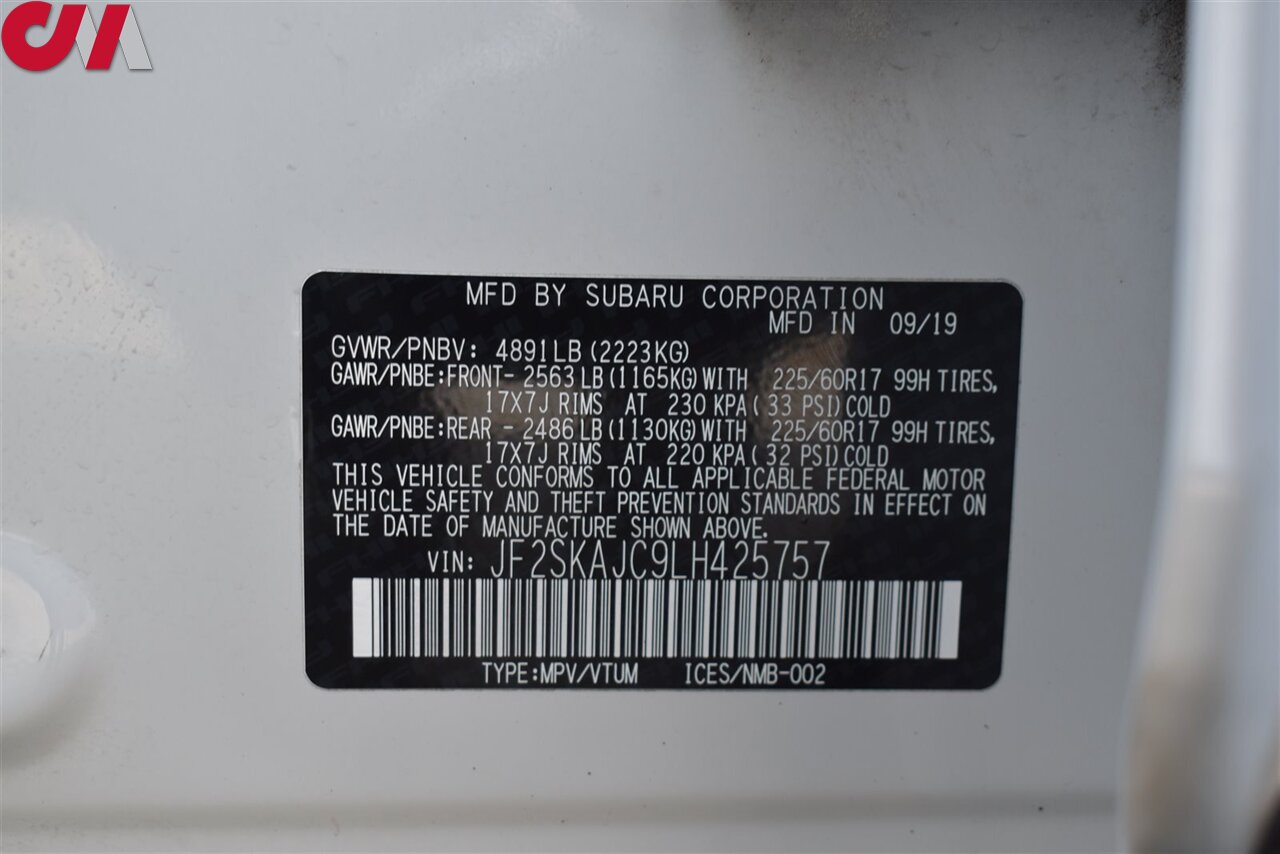 MFD BY SUBARU CORPORATION
MFD IN 09/19
GVWR/PNBV: 4891LB(2223KG)
GAWR/PNBE:FRONT- 2563LB(1165KG)WITH 225/60R17 99H TIRES,
17X7J RIMS AT 230 KPA( 33 PSI)COLD
GAWR/PNBE:REAR - 2486LB(1130KG)WITH 225/60R17 99H TIRES,
17X7J RIMS AT 220 KPA( 32 PSI)COLD
THIS VEHICLE CONFORMS TO ALL APPLICABLE FEDERAL MOTOR
VEHICLE SAFETY AND THEFT PREVENTION STANDARDS IN EFFECT ON
THE DATE OF MANUFACTURE SHOWN ABOVE.
VIN: JF2SKAJC9LH425757
TYPE:MPV/VTUM ICES/NMB-002